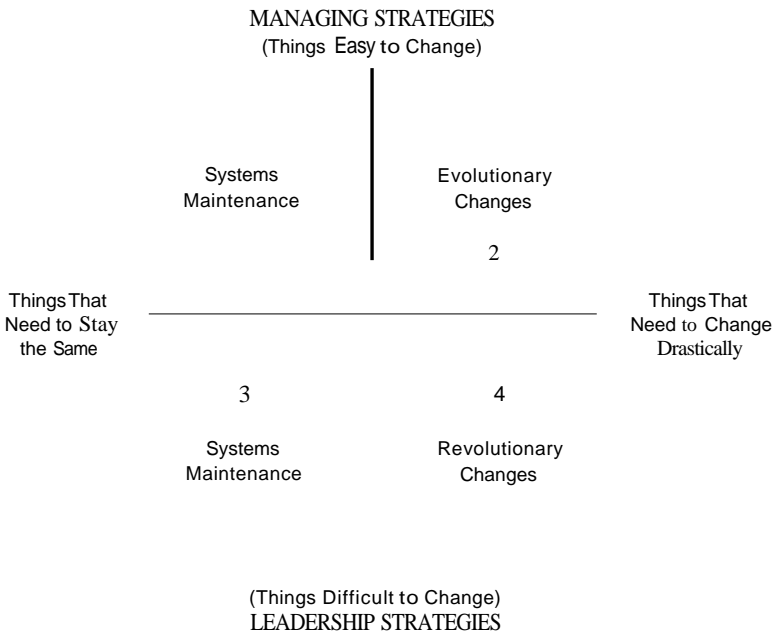 MANAGING STRATEGIES
(Things Easy to Change)
Systems
Maintenance
Evolutionary
Changes
2
Things That
Need to Stay
the Same
Things That
Need to Change
Drastically
3
4
Systems
Maintenance
Revolutionary
Changes
(Things Difficult to Change)
LEADERSHIP STRATEGIES